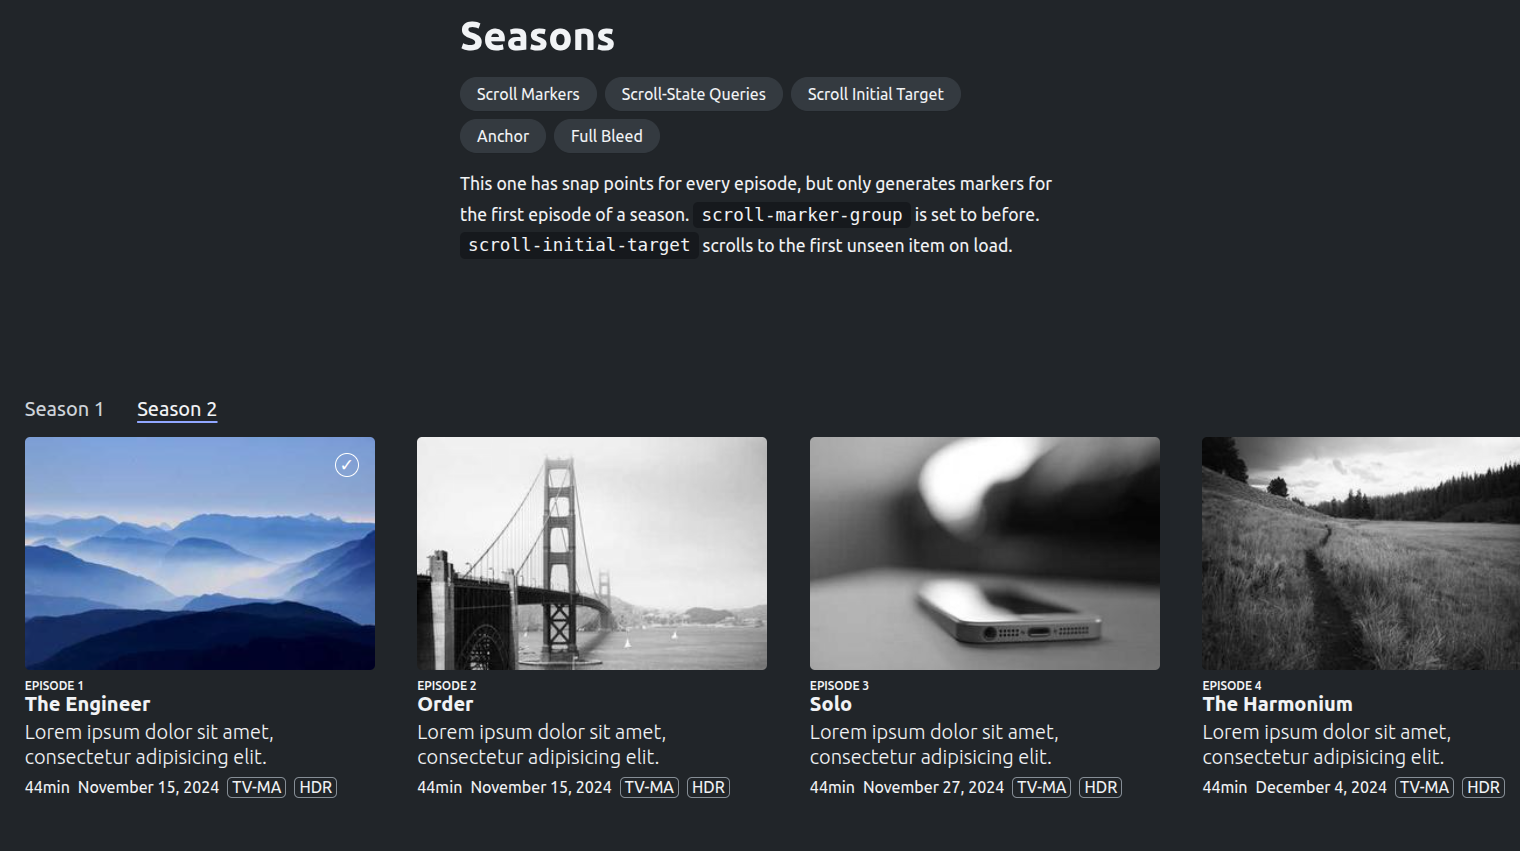 Seasons
Scroll Markers Scroll-State Queries Scroll Initial Target
Anchor Full Bleed
This one has snap points for every episode, but only generates markers for
the first episode of a season. scroll-marker-group is set to before.
scroll-initial-target scrolls to the first unseen item on load.
Season 1 Season 2
EPISODE 1
The Engineer
Lorem ipsum dolor sit amet,
consectetur adipisicing elit.
44min November 15, 2024 TV-MA HDR
EPISODE 2
Order
Lorem ipsum dolor sit amet,
consectetur adipisicing elit.
44min November 15, 2024 TV-MA HDR
EPISODE 3
Solo
Lorem ipsum dolor sit amet,
consectetur adipisicing elit.
44min November 27, 2024 TV-MA HDR
EPISODE 4
The Harmonium
Lorem ipsum dolor sit amet,
consectetur adipisicing elit.
44min December 4, 2024 TV-MA HDR